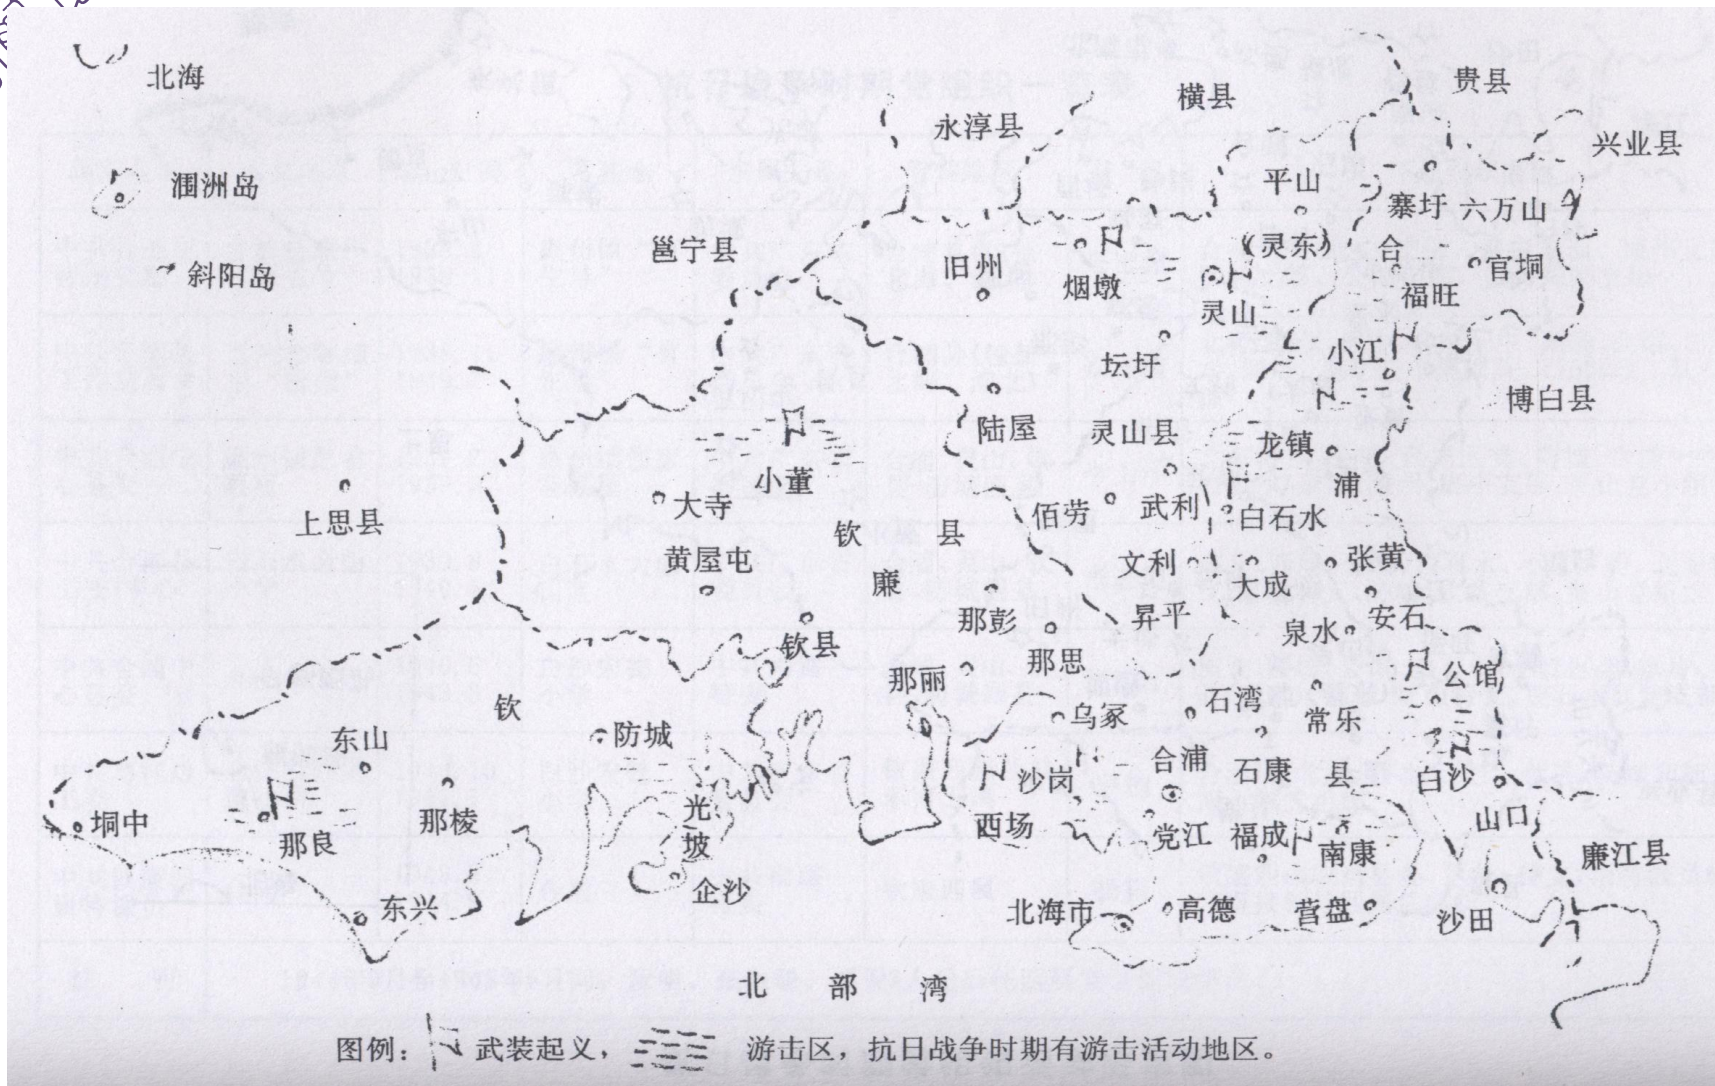 北海
涠洲岛
斜阳岛
永淳县
横县
贵县
兴业县
邕宁县
旧州
烟墩
平山
(灵东)
灵山
寨圩
六万山
合
官垌
福旺
坛圩
小江
博白县
陆屋
灵山县
龙镇
浦
小董
大寺
上思县
黄屋屯
钦
县
廉
佰劳
武利
白石水
文利
大成
张黄
安石
泉水
昇平
那彭
那思
钦县
那丽
乌家
石湾
常乐
公馆
钦
防城
东山
合浦
石康
县
白沙
沙岗
山口
西场
党江
福成
南康
廉江县
垌中
那良
那棱
光
坡
企沙
东兴
北海市
高德
营盘
沙田
北部湾
图例： 武装起义， 游击区，抗日战争时期有游击活动地区。